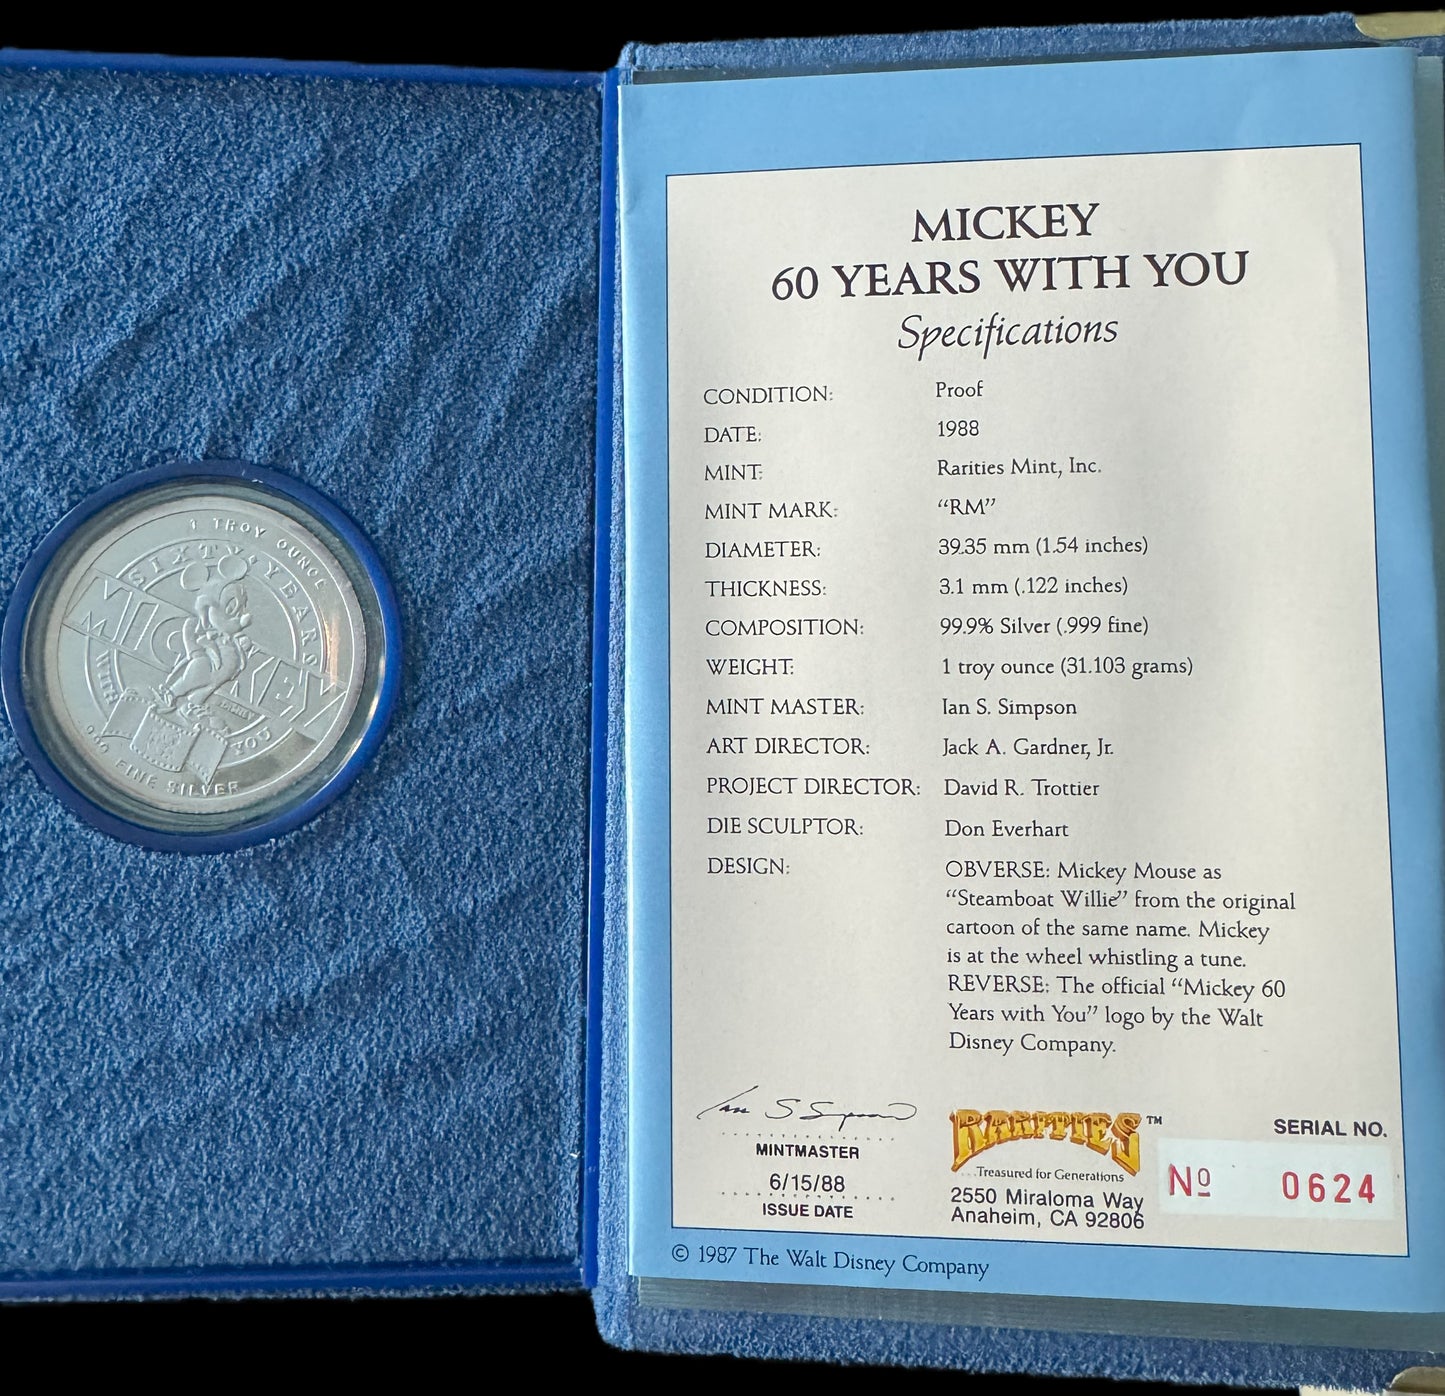 1 TROY OUNCE
SIXTY YEARS
MICKEY
WITH
YOU
.999 FINE SILVER
MICKEY
60 YEARS WITH YOU
Specifications
CONDITION: Proof
DATE: 1988
MINT: Rarities Mint, Inc.
MINT MARK: “RM”
DIAMETER: 39.35 mm (1.54 inches)
THICKNESS: 3.1 mm (.122 inches)
COMPOSITION: 99.9% Silver (.999 fine)
WEIGHT: 1 troy ounce (31.103 grams)
MINT MASTER: Ian S. Simpson
ART DIRECTOR: Jack A. Gardner, Jr.
PROJECT DIRECTOR: David R. Trottier
DIE SCULPTOR: Don Everhart
DESIGN: OBVERSE: Mickey Mouse as
“Steamboat Willie” from the original
cartoon of the same name. Mickey
is at the wheel whistling a tune.
REVERSE: The official “Mickey 60
Years with You” logo by the Walt
Disney Company.
Ian S Simpson
MINTMASTER
6/15/88
ISSUE DATE
RARITIES™
...Treasured for Generations
2550 Miraloma Way
Anaheim, CA 92806
SERIAL NO.
Nº 0624
© 1987 The Walt Disney Company